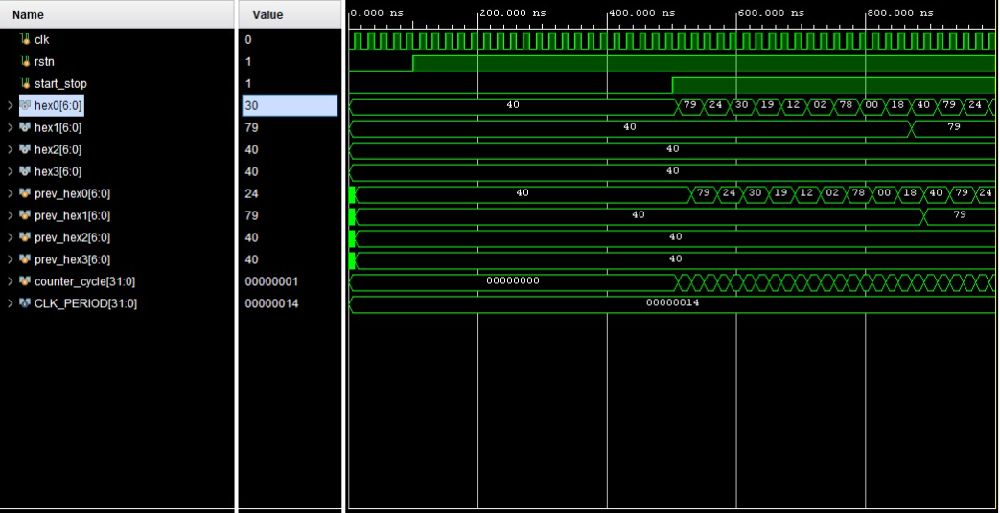 Name Value 0.000 ns 200.000 ns 400.000 ns 600.000 ns 800.000 ns
clk 0
rstn 1
start_stop 1
hex0[6:0] 30 40 79 24 30 19 12 02 78 00 18 40 79 24
hex1[6:0] 79 40 79
hex2[6:0] 40 40
hex3[6:0] 40 40
prev_hex0[6:0] 24 40 79 24 30 19 12 02 78 00 18 40 79 24
prev_hex1[6:0] 79 40 79
prev_hex2[6:0] 40 40
prev_hex3[6:0] 40 40
counter_cycle[31:0] 00000001 00000000
CLK_PERIOD[31:0] 00000014 00000014